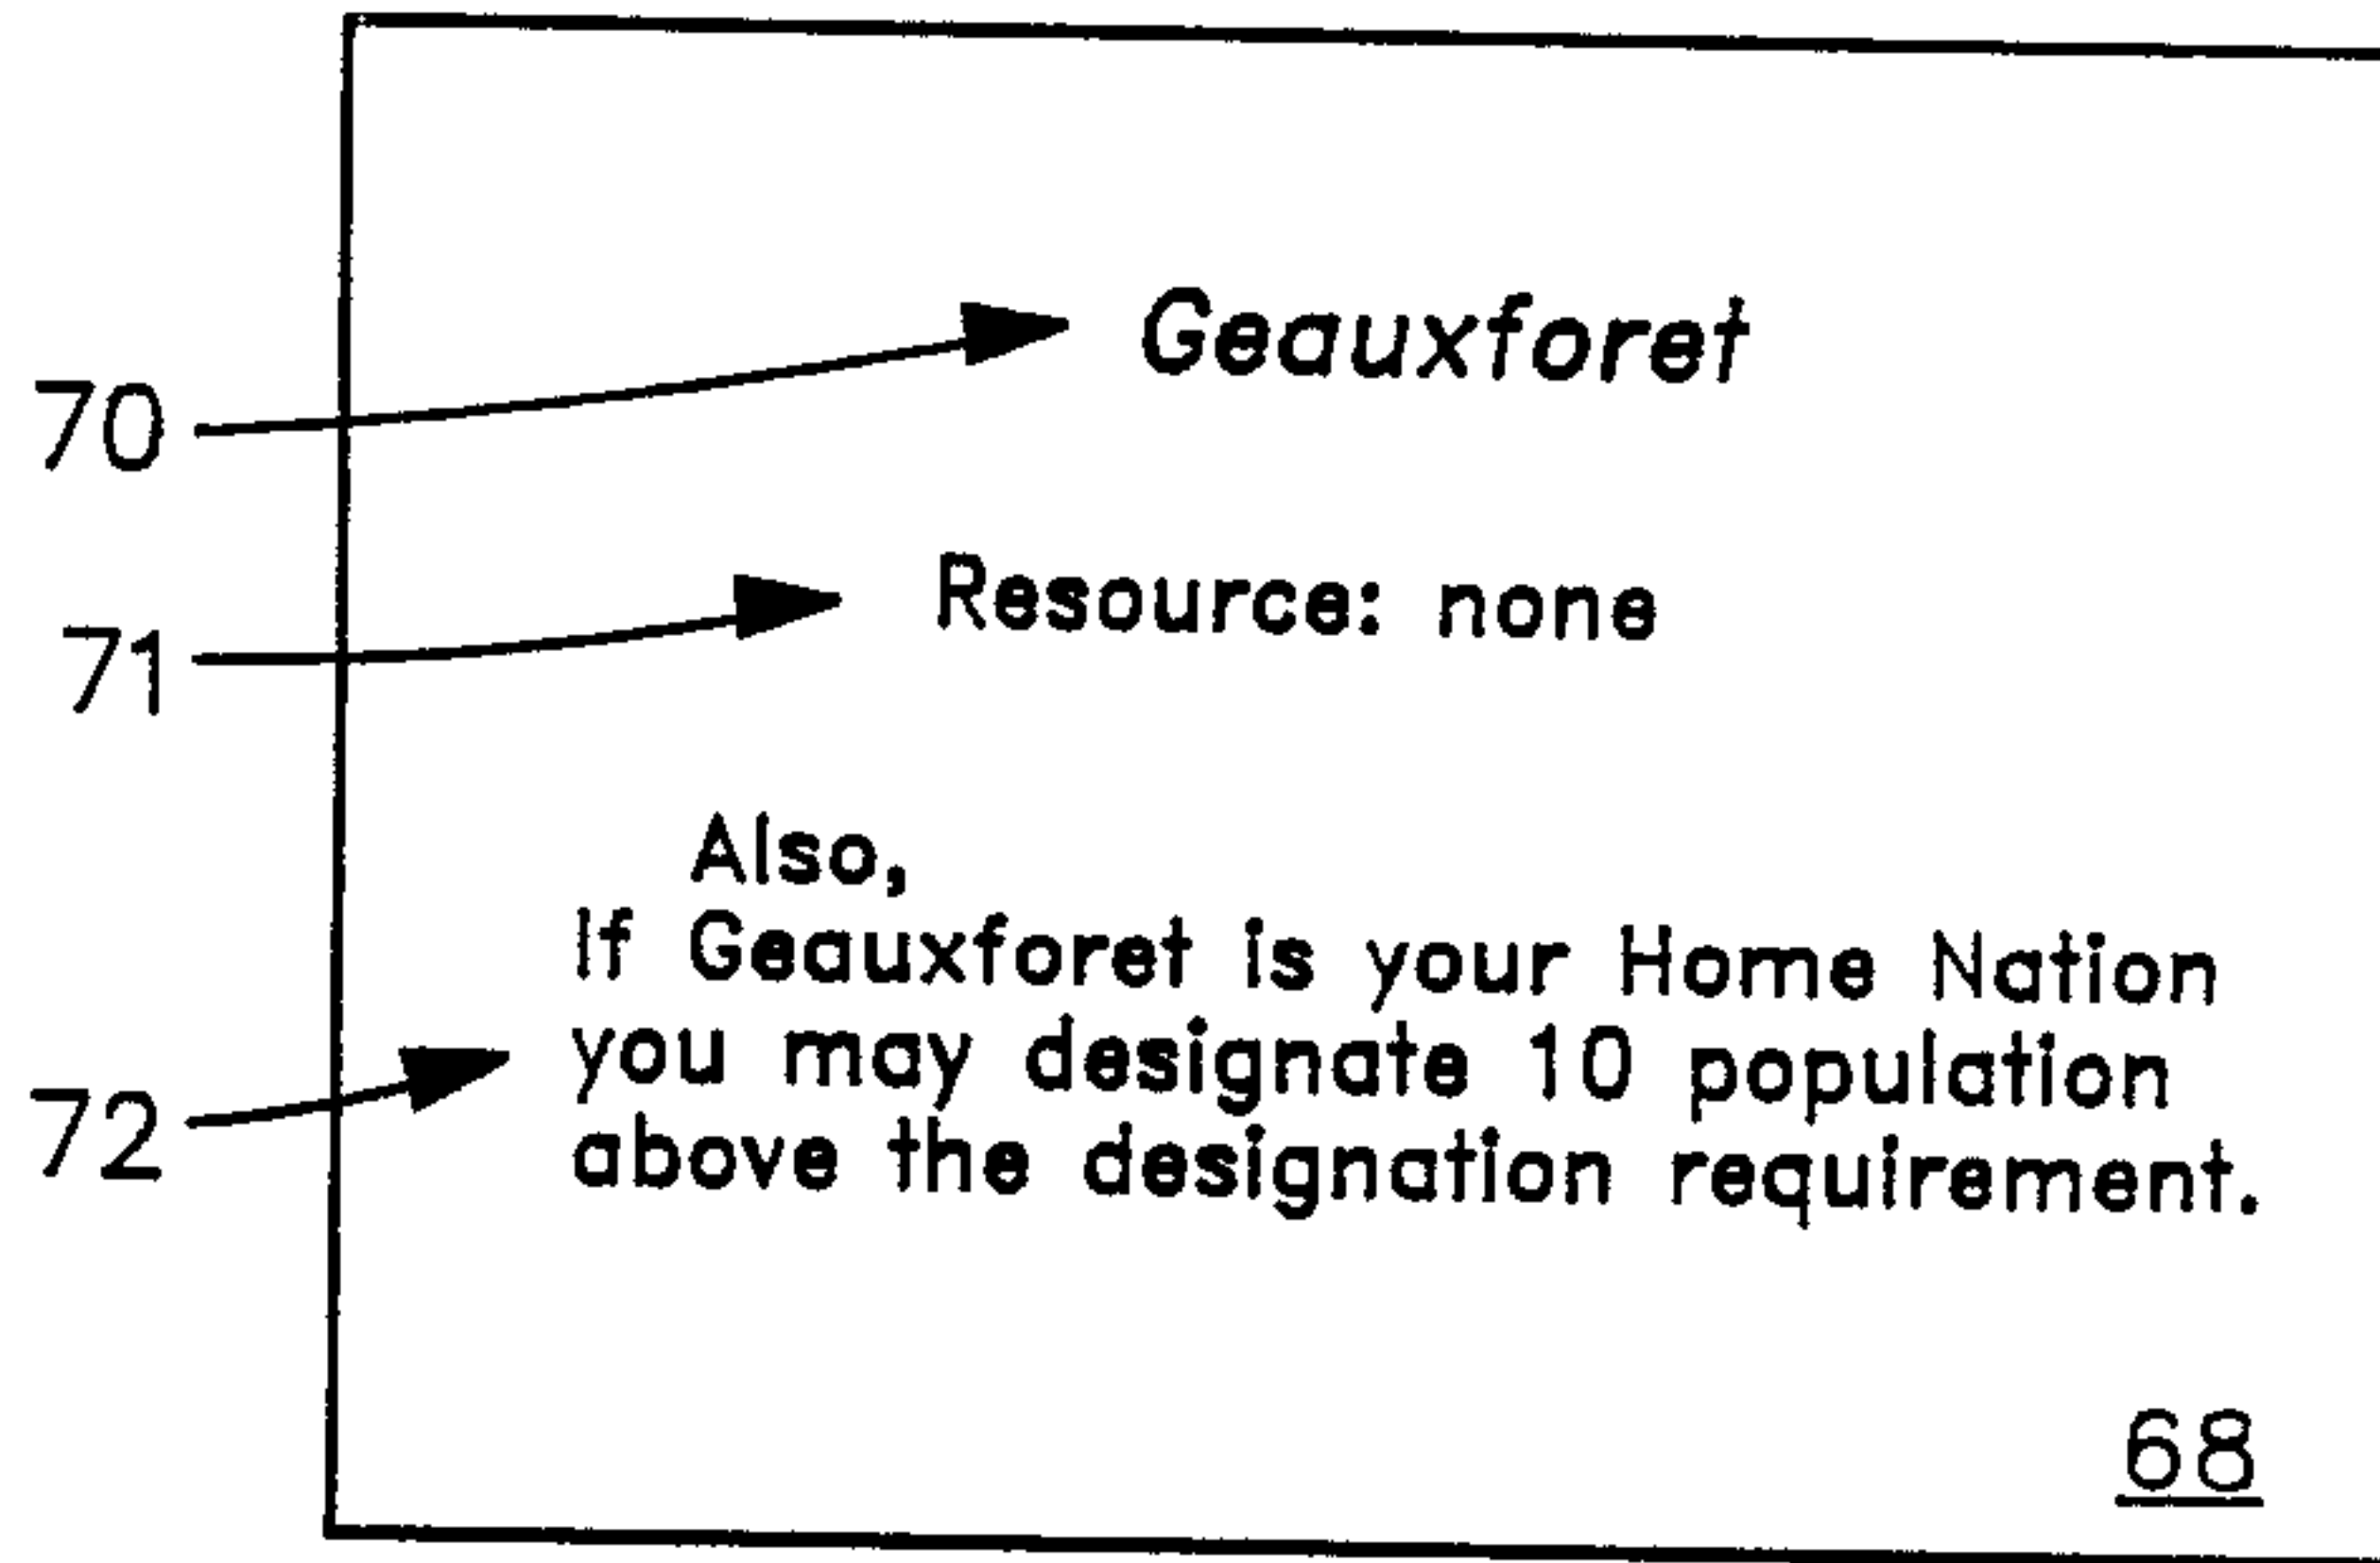 70 Geauxforet
71 Resource: none
Also,
If Geauxforet is your Home Nation
72 you may designate 10 population
above the designation requirement.
68